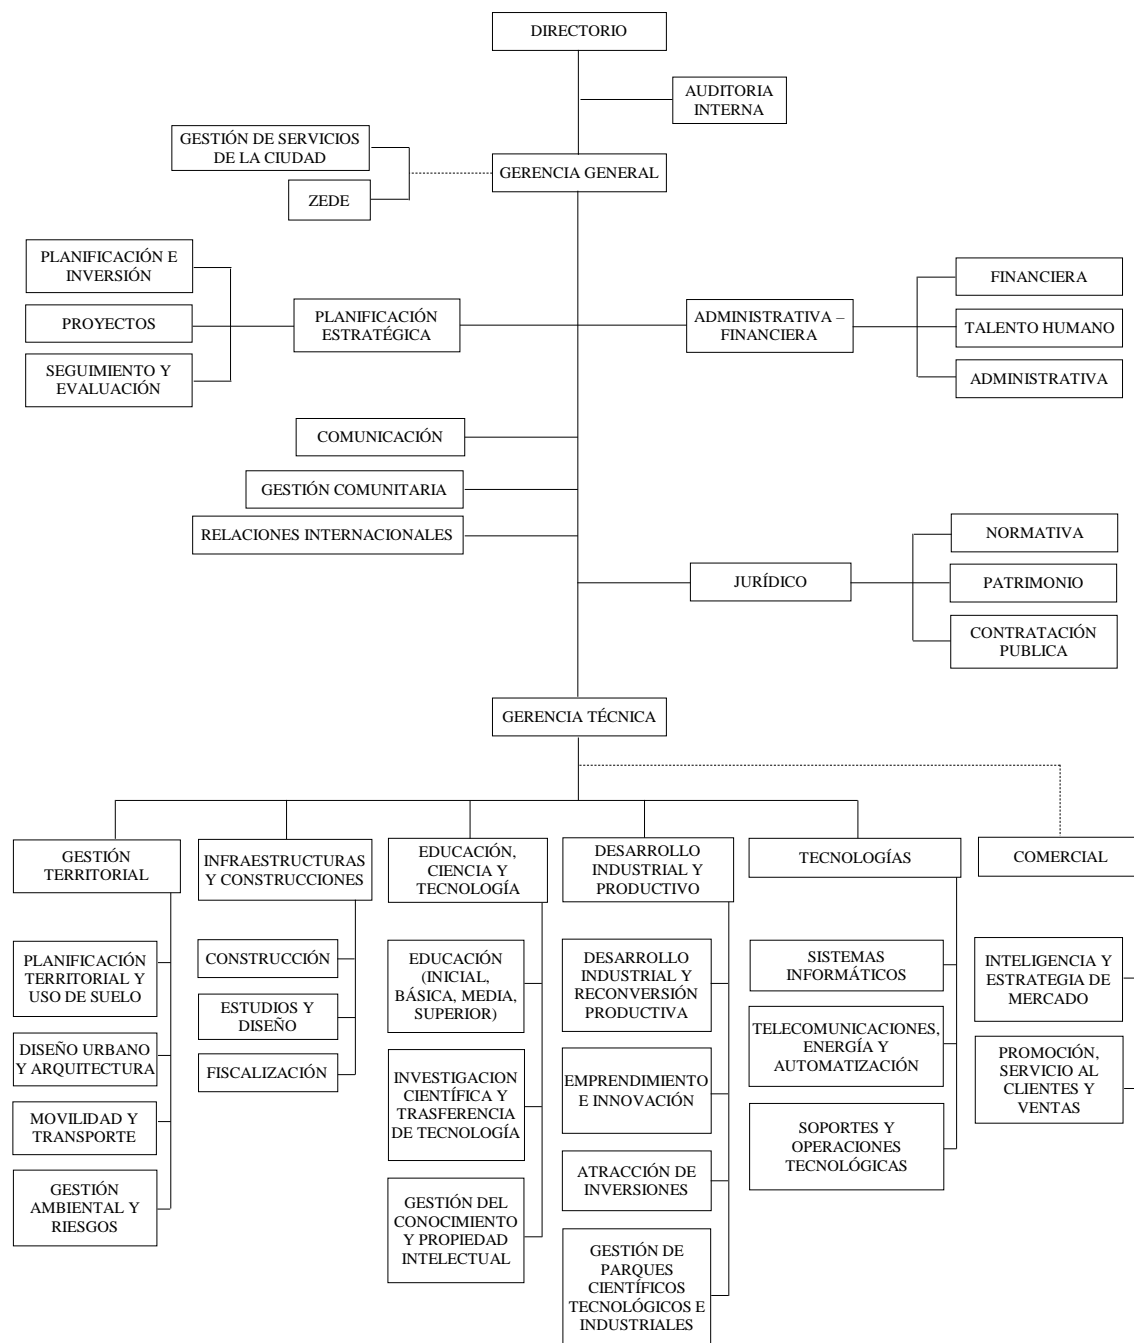 DIRECTORIO
AUDITORIA
INTERNA
GESTIÓN DE SERVICIOS
DE LA CIUDAD
GERENCIA GENERAL
ZEDE
PLANIFICACIÓN E
INVERSIÓN
PROYECTOS
SEGUIMIENTO Y
EVALUACIÓN
PLANIFICACIÓN
ESTRATÉGICA
ADMINISTRATIVA –
FINANCIERA
FINANCIERA
TALENTO HUMANO
ADMINISTRATIVA
COMUNICACIÓN
GESTIÓN COMUNITARIA
RELACIONES INTERNACIONALES
JURÍDICO
NORMATIVA
PATRIMONIO
CONTRATACIÓN
PUBLICA
GERENCIA TÉCNICA
GESTIÓN
TERRITORIAL
INFRAESTRUCTURAS
Y CONSTRUCCIONES
EDUCACIÓN,
CIENCIA Y
TECNOLOGÍA
DESARROLLO
INDUSTRIAL Y
PRODUCTIVO
TECNOLOGÍAS
COMERCIAL
PLANIFICACIÓN
TERRITORIAL Y
USO DE SUELO
DISEÑO URBANO
Y ARQUITECTURA
MOVILIDAD Y
TRANSPORTE
GESTIÓN
AMBIENTAL Y
RIESGOS
CONSTRUCCIÓN
ESTUDIOS Y
DISEÑO
FISCALIZACIÓN
EDUCACIÓN
(INICIAL,
BÁSICA, MEDIA,
SUPERIOR)
INVESTIGACION
CIENTÍFICA Y
TRASFERENCIA
DE TECNOLOGÍA
GESTIÓN DEL
CONOCIMIENTO
Y PROPIEDAD
INTELECTUAL
DESARROLLO
INDUSTRIAL Y
RECONVERSIÓN
PRODUCTIVA
EMPRENDIMIENTO
E INNOVACIÓN
ATRACCIÓN DE
INVERSIONES
GESTIÓN DE
PARQUES
CIENTÍFICOS
TECNOLÓGICOS E
INDUSTRIALES
SISTEMAS
INFORMÁTICOS
TELECOMUNICACIONES,
ENERGÍA Y
AUTOMATIZACIÓN
SOPORTES Y
OPERACIONES
TECNOLÓGICAS
INTELIGENCIA Y
ESTRATEGIA DE
MERCADO
PROMOCIÓN,
SERVICIO AL
CLIENTES Y
VENTAS